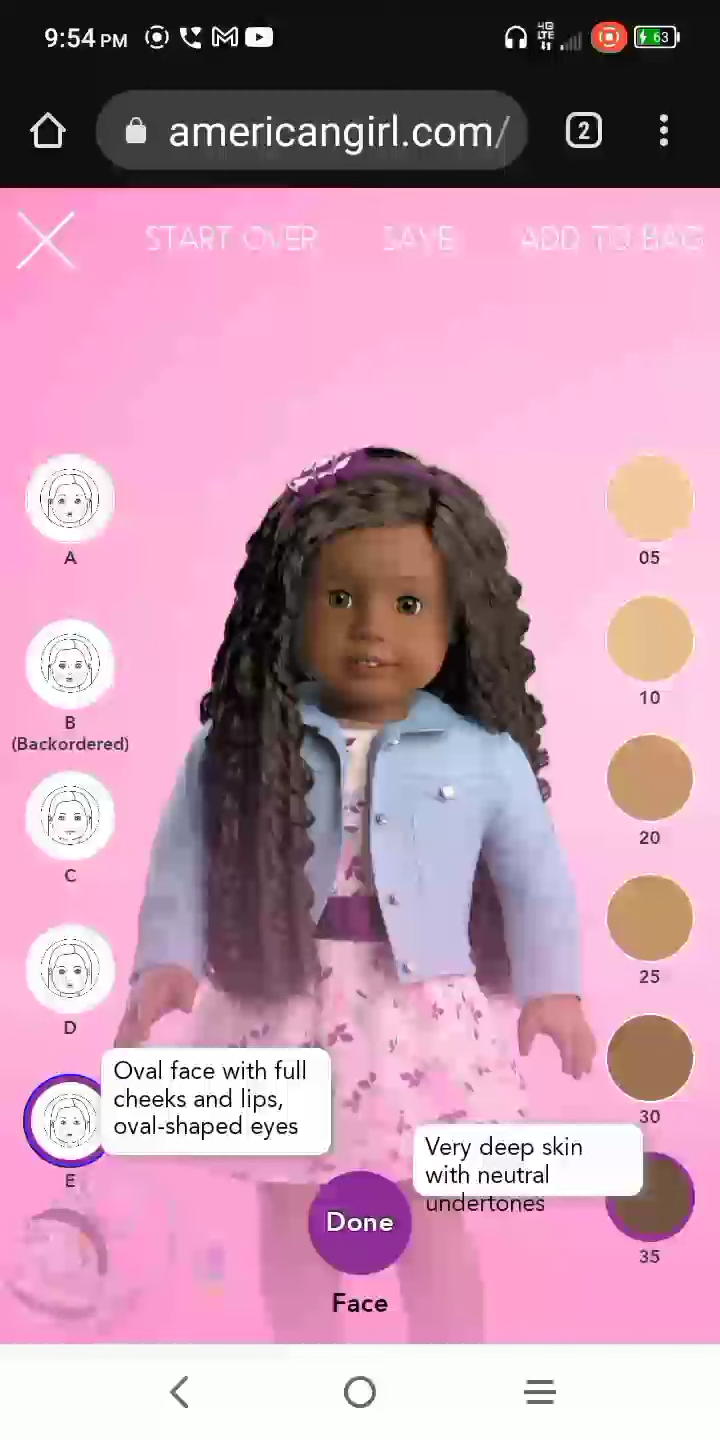 9:54 PM
4G
LTE
63
americangirl.com/
2
START OVER SAVE ADD TO BAG
A
B
(Backordered)
C
D
E
05
10
20
25
30
35
Oval face with full
cheeks and lips,
oval-shaped eyes
Very deep skin
with neutral
undertones
Done
Face